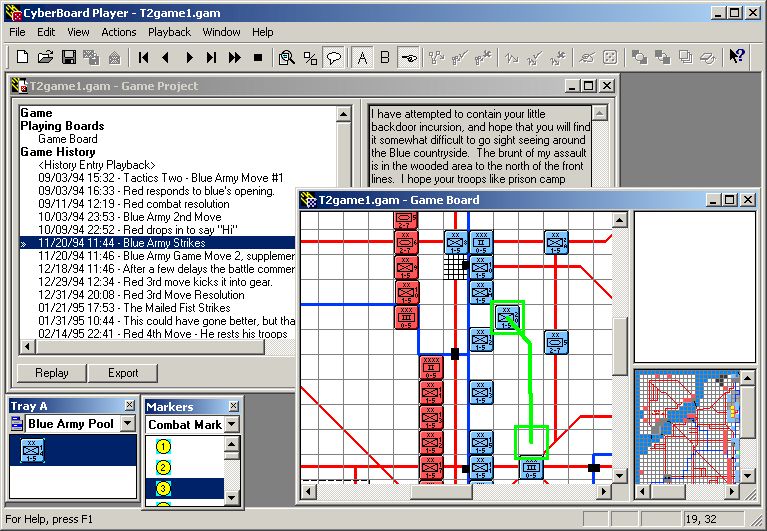 CyberBoard Player - T2game1.gam
File Edit View Actions Playback Window Help
A B
T2game1.gam - Game Project
Game
Playing Boards
Game Board
Game History
<History Entry Playback>
09/03/94 15:32 - Tactics Two - Blue Army Move #1
09/03/94 16:33 - Red responds to blue's opening.
09/11/94 12:19 - Red combat resolution
10/03/94 23:53 - Blue Army 2nd Move
10/09/94 22:52 - Red drops in to say "Hi"
» 11/20/94 11:44 - Blue Army Strikes
11/20/94 11:46 - Blue Army Game Move 2, supplemen
12/18/94 11:46 - After a few delays the battle commer
12/29/94 12:34 - Red 3rd move kicks it into gear.
12/31/94 20:08 - Red 3rd Move Resolution
01/21/95 17:53 - The Mailed Fist Strikes
01/31/95 10:44 - This could have gone better, but tha
02/14/95 22:41 - Red 4th Move - He rests his troops
Replay Export
I have attempted to contain your little
backdoor incursion, and hope that you will find
it somewhat difficult to go sight seeing around
the Blue countryside. The brunt of my assault
is in the wooded area to the north of the front
lines. I hope your troops like prison camp
T2game1.gam - Game Board
Tray A
Blue Army Pool
XX
1-5
Markers
Combat Mark
1
2
3
For Help, press F1
19, 32